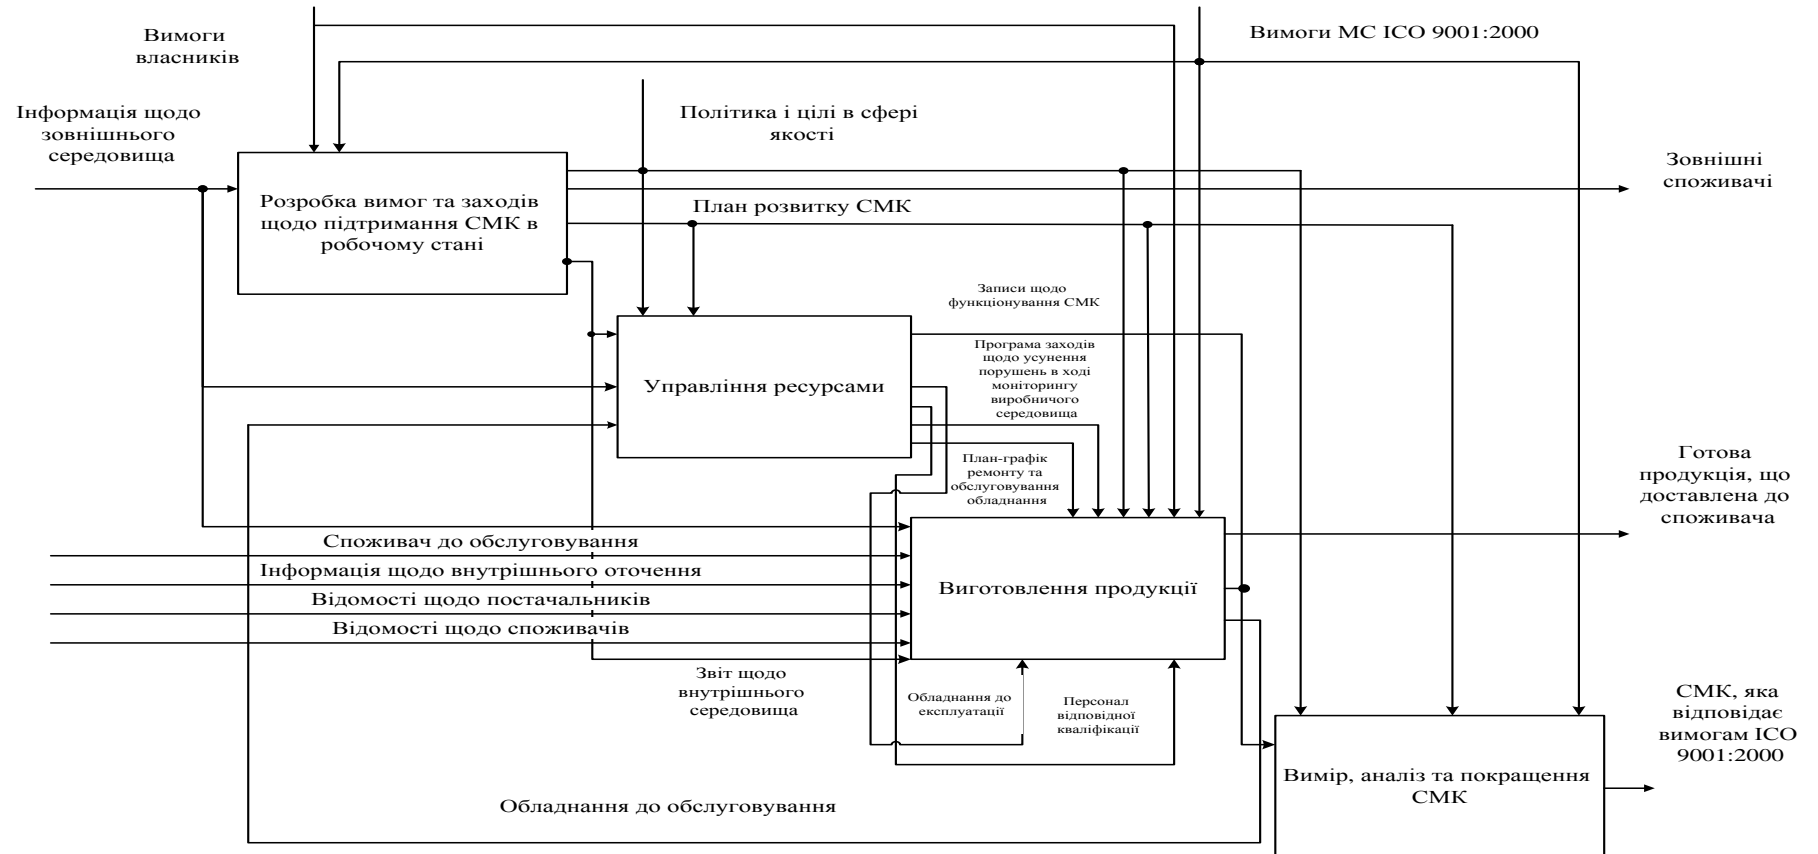 Вимоги
власників
Вимоги МС ІСО 9001:2000
Інформація щодо
зовнішнього
середовища
Політика і цілі в сфері
якості
Зовнішні
споживачі
Розробка вимог та заходів
щодо підтримання СМК в
робочому стані
План розвитку СМК
Записи щодо
функціонування СМК
Управління ресурсами
Програма заходів
щодо усунення
порушень в ході
моніторингу
виробничого
середовища
План-графік
ремонту та
обслуговування
обладнання
Готова
продукція, що
доставлена до
споживача
Споживач до обслуговування
Інформація щодо внутрішнього оточення
Відомості щодо постачальників
Відомості щодо споживачів
Виготовлення продукції
Звіт щодо
внутрішнього
середовища
Обладнання до
експлуатації
Персонал
відповідної
кваліфікації
СМК, яка
відповідає
вимогам ІСО
9001:2000
Вимір, аналіз та покращення
СМК
Обладнання до обслуговування